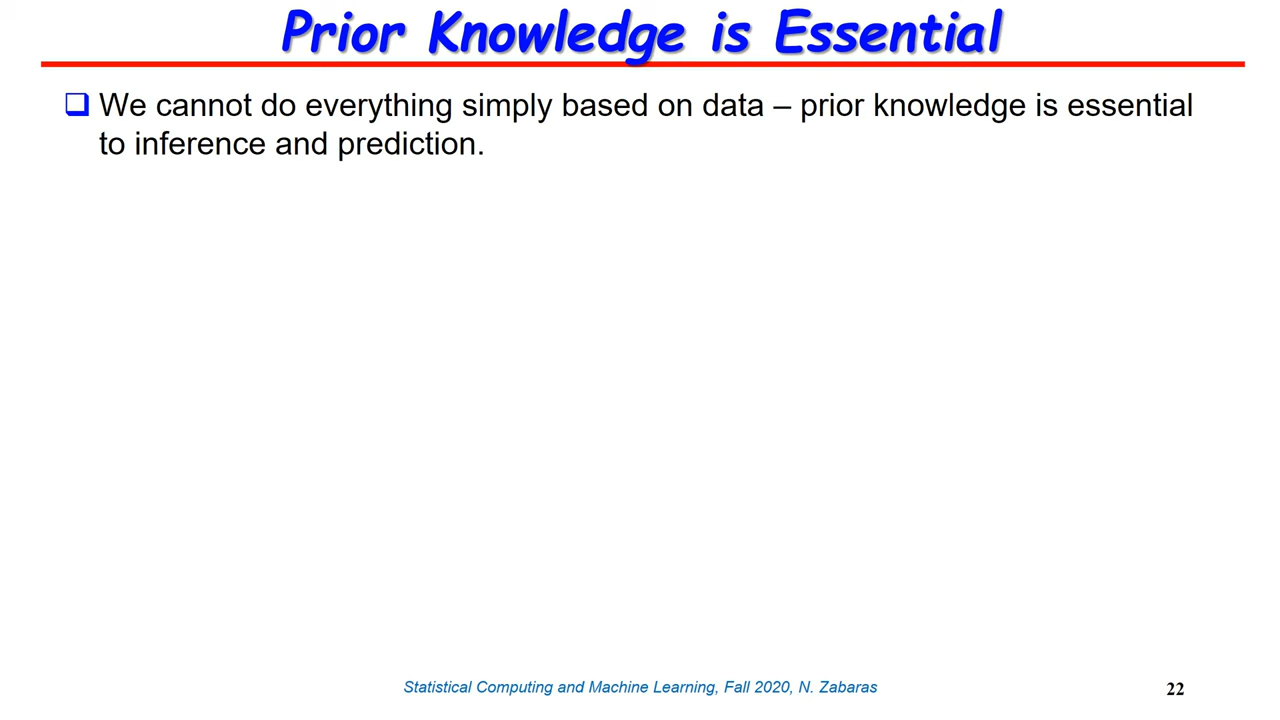 Prior Knowledge is Essential
We cannot do everything simply based on data – prior knowledge is essential
to inference and prediction.
Statistical Computing and Machine Learning, Fall 2020, N. Zabaras
22